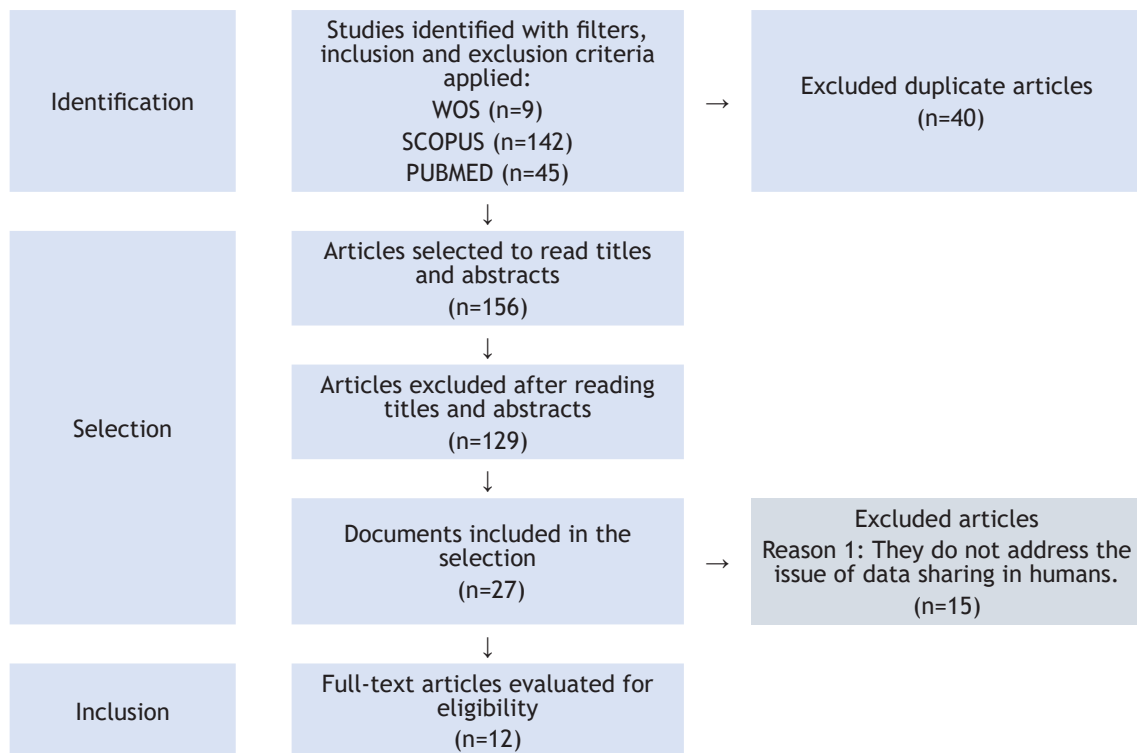 Identification
Studies identified with filters,
inclusion and exclusion criteria
applied:
WOS (n=9)
SCOPUS (n=142)
PUBMED (n=45)
→
Excluded duplicate articles
(n=40)
↓
Selection
Articles selected to read titles
and abstracts
(n=156)
↓
Articles excluded after reading
titles and abstracts
(n=129)
↓
Documents included in the
selection
(n=27)
→
Excluded articles
Reason 1: They do not address the
issue of data sharing in humans.
(n=15)
↓
Inclusion
Full-text articles evaluated for
eligibility
(n=12)